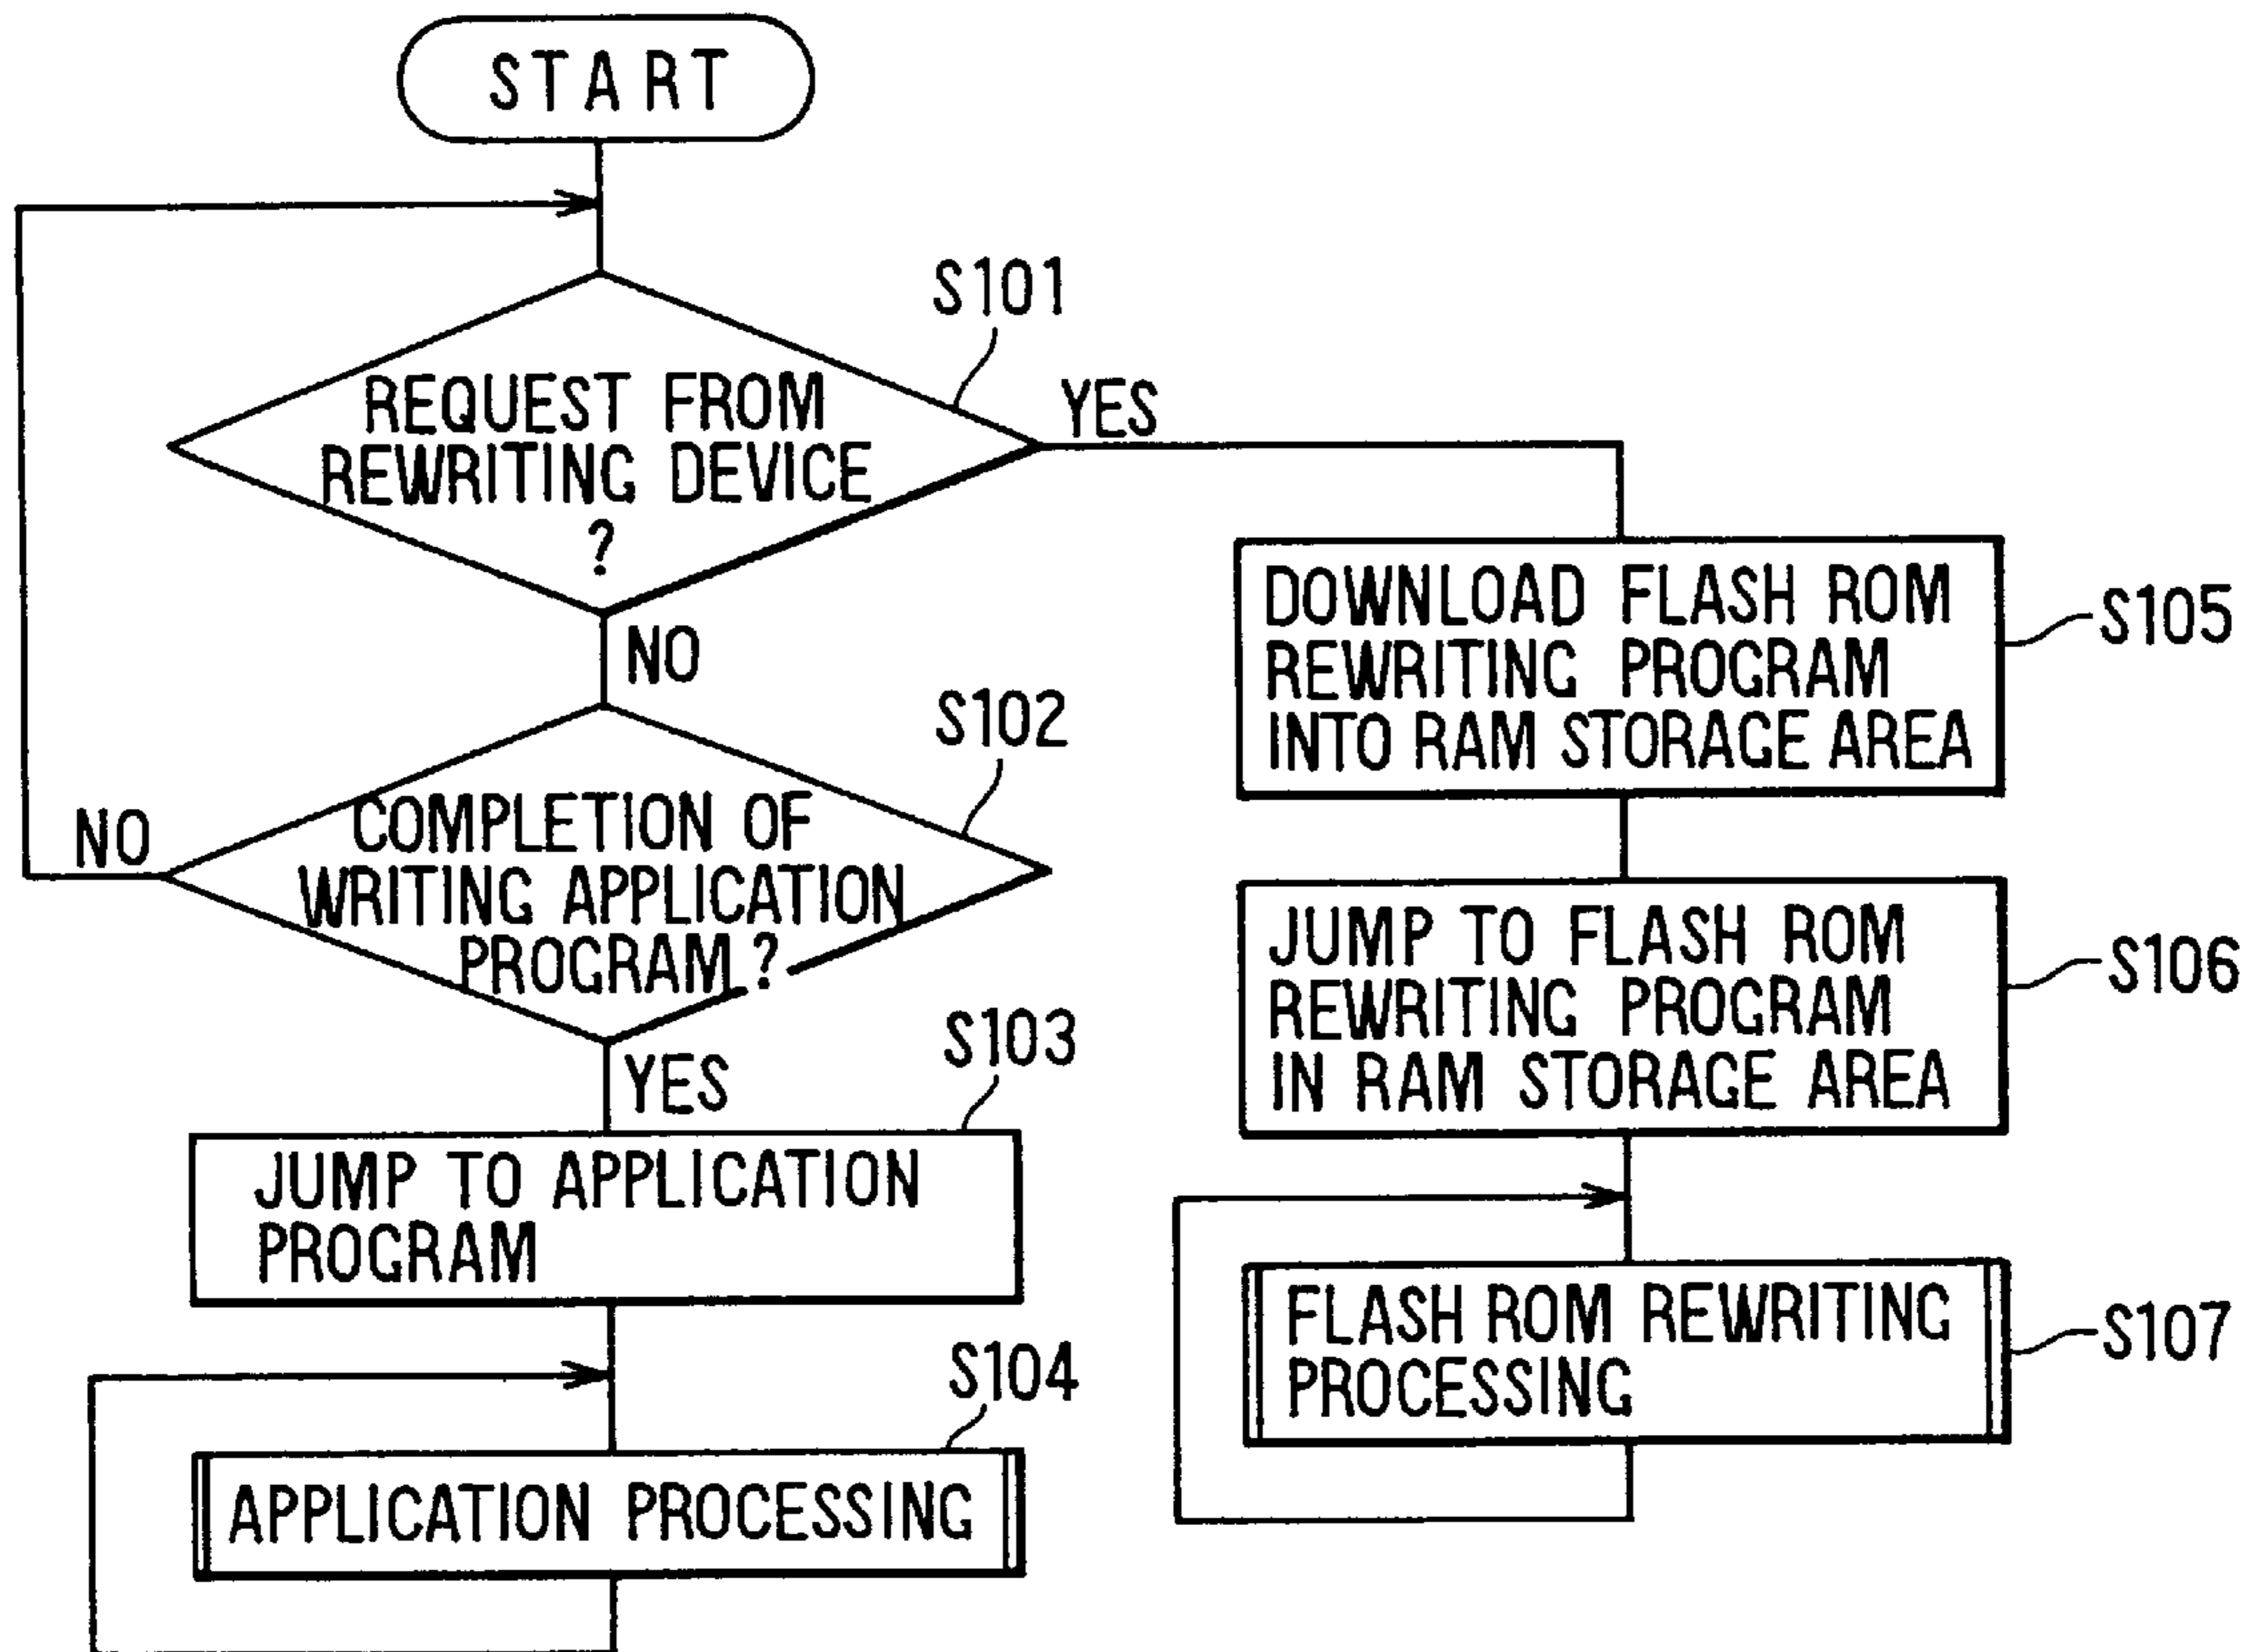 START
S101
REQUEST FROM
REWRITING DEVICE
?
YES
NO
S102
COMPLETION OF
WRITING APPLICATION
PROGRAM ?
NO
YES
S103
JUMP TO APPLICATION
PROGRAM
S104
APPLICATION PROCESSING
DOWNLOAD FLASH ROM
REWRITING PROGRAM
INTO RAM STORAGE AREA
S105
JUMP TO FLASH ROM
REWRITING PROGRAM
IN RAM STORAGE AREA
S106
FLASH ROM REWRITING
PROCESSING
S107